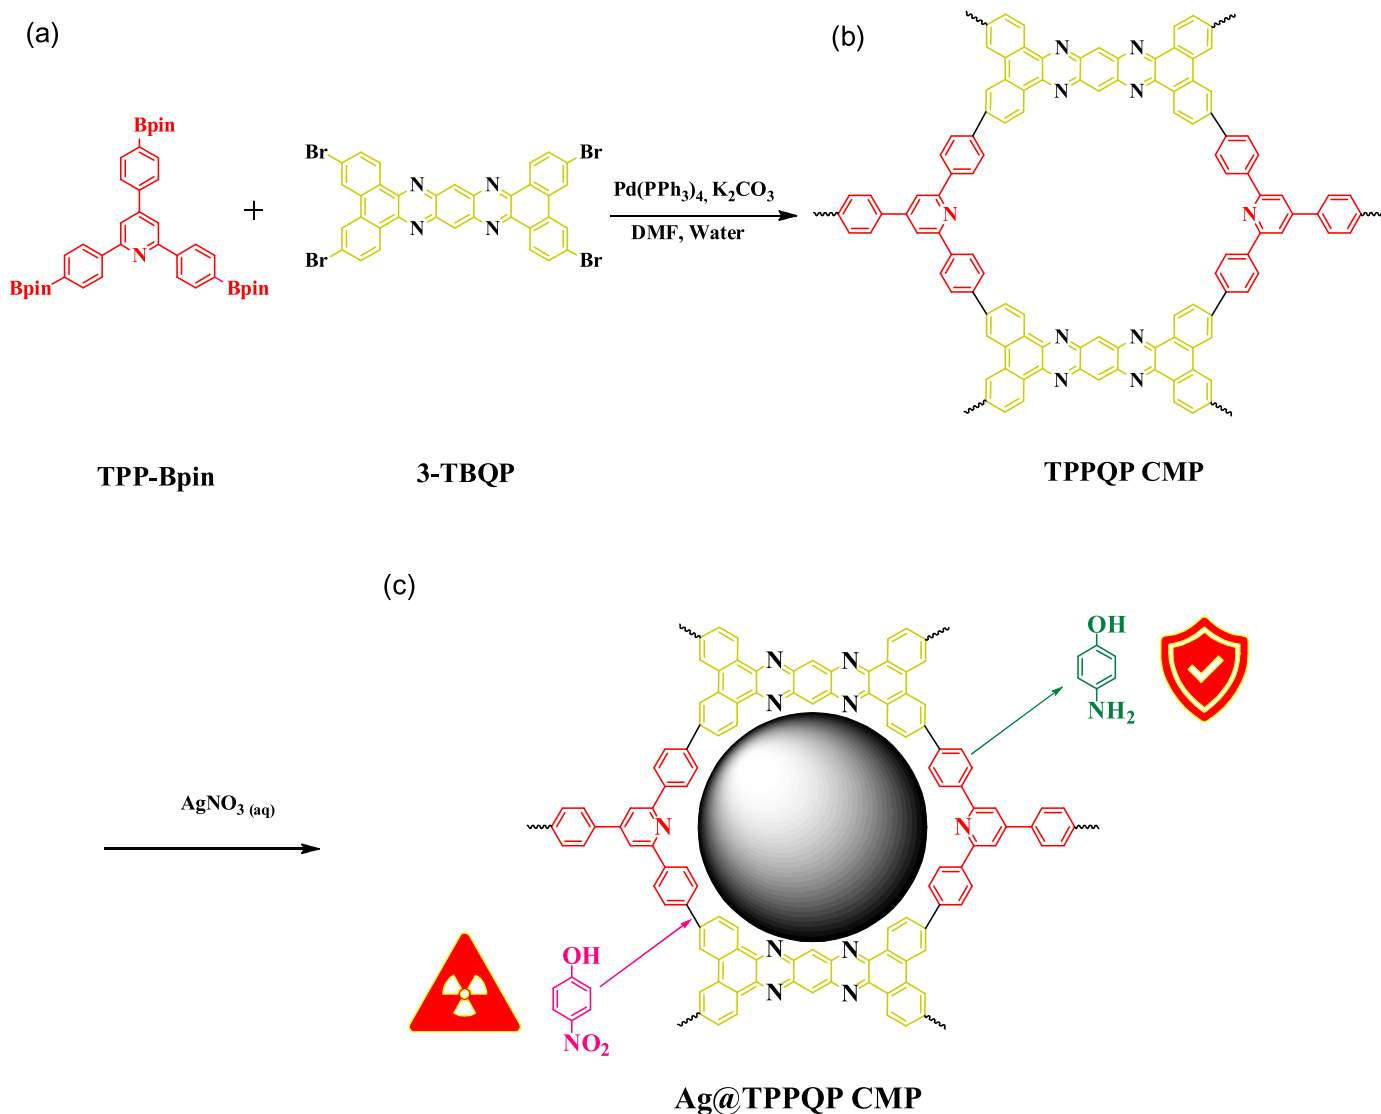 (a)
(b)
Bpin
Bpin
Bpin
N
+
Br
Br
Br
Br
N
N
N
N
Pd(PPh3)4, K2CO3
DMF, Water
N
N
N
N
N
N
N
N
N
N
TPP-Bpin
3-TBQP
TPPQP CMP
(c)
AgNO3 (aq)
N
N
N
N
N
N
N
N
N
N
OH
NH2
OH
NO2
Ag@TPPQP CMP